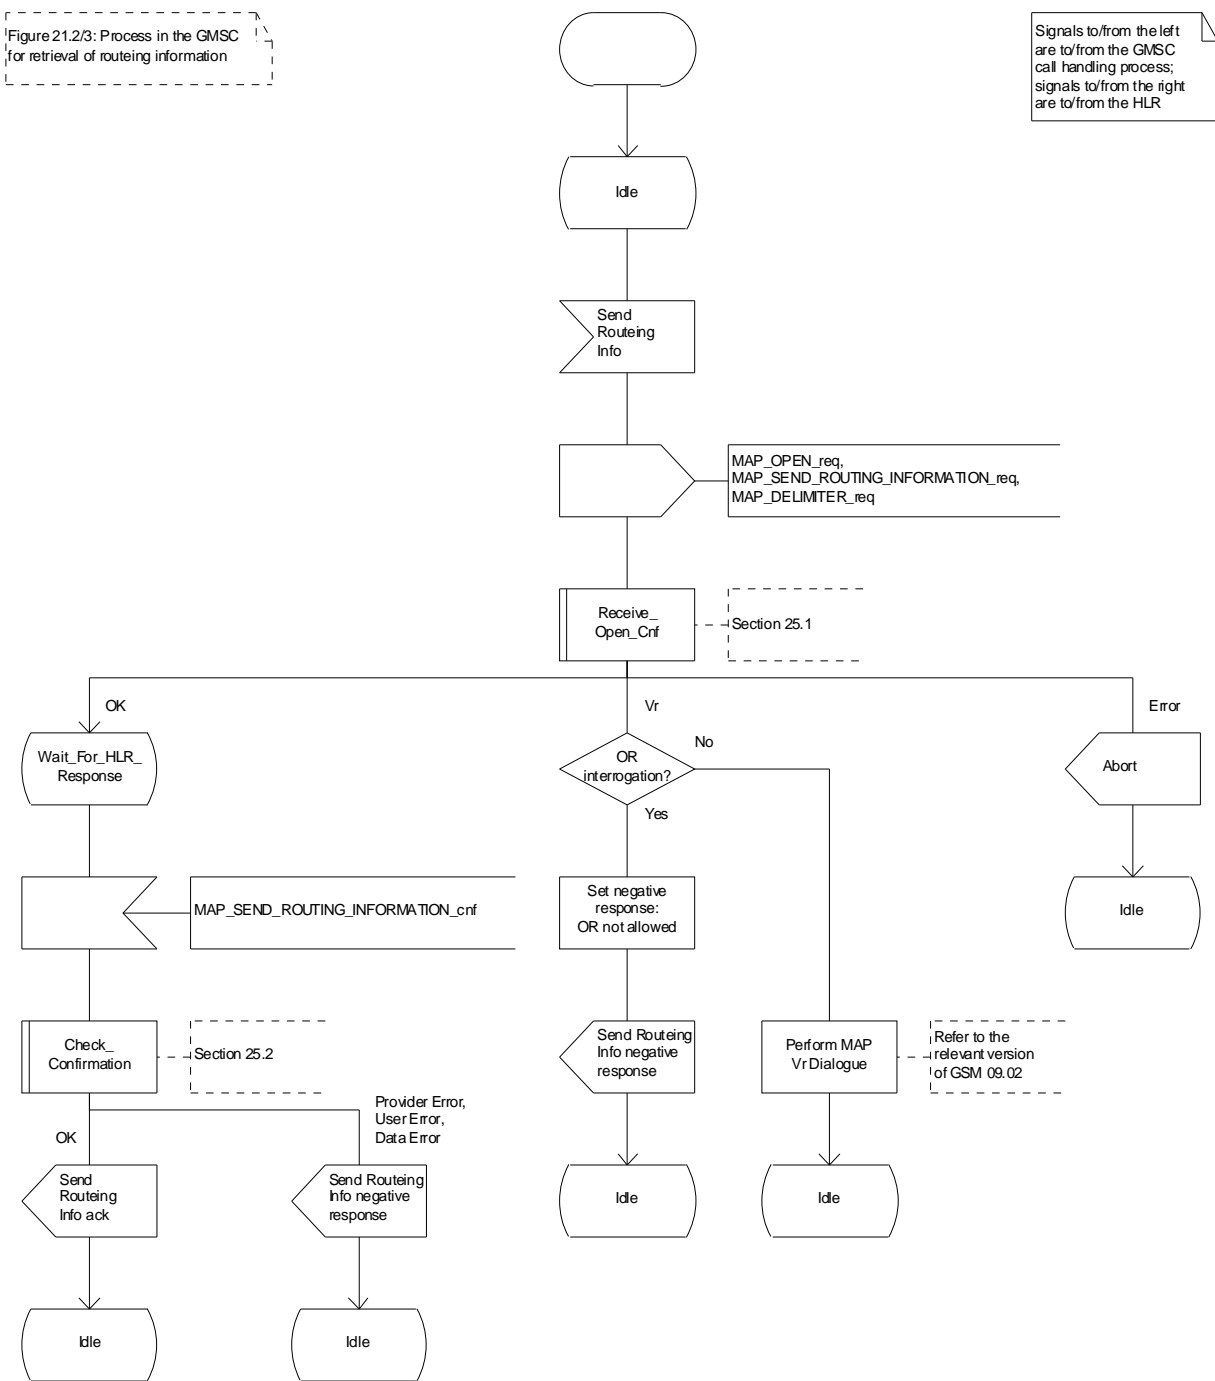 Figure 21.2/3: Process in the GMSC
for retrieval of routeing information
Signals to/from the left
are to/from the GMSC
call handling process;
signals to/from the right
are to/from the HLR
Idle
Send
Routeing
Info
MAP_OPEN_req,
MAP_SEND_ROUTING_INFORMATION_req,
MAP_DELIMITER_req
Receive_
Open_Cnf
Section 25.1
OK
Vr
Error
Wait_For_HLR_
Response
OR
interrogation?
No
Yes
Abort
MAP_SEND_ROUTING_INFORMATION_cnf
Set negative
response:
OR not allowed
Idle
Check_
Confirmation
Section 25.2
Send Routeing
Info negative
response
Perform MAP
Vr Dialogue
Refer to the
relevant version
of GSM 09.02
Provider Error,
User Error,
Data Error
OK
Send
Routeing
Info ack
Send Routeing
Info negative
response
Idle
Idle
Idle
Idle